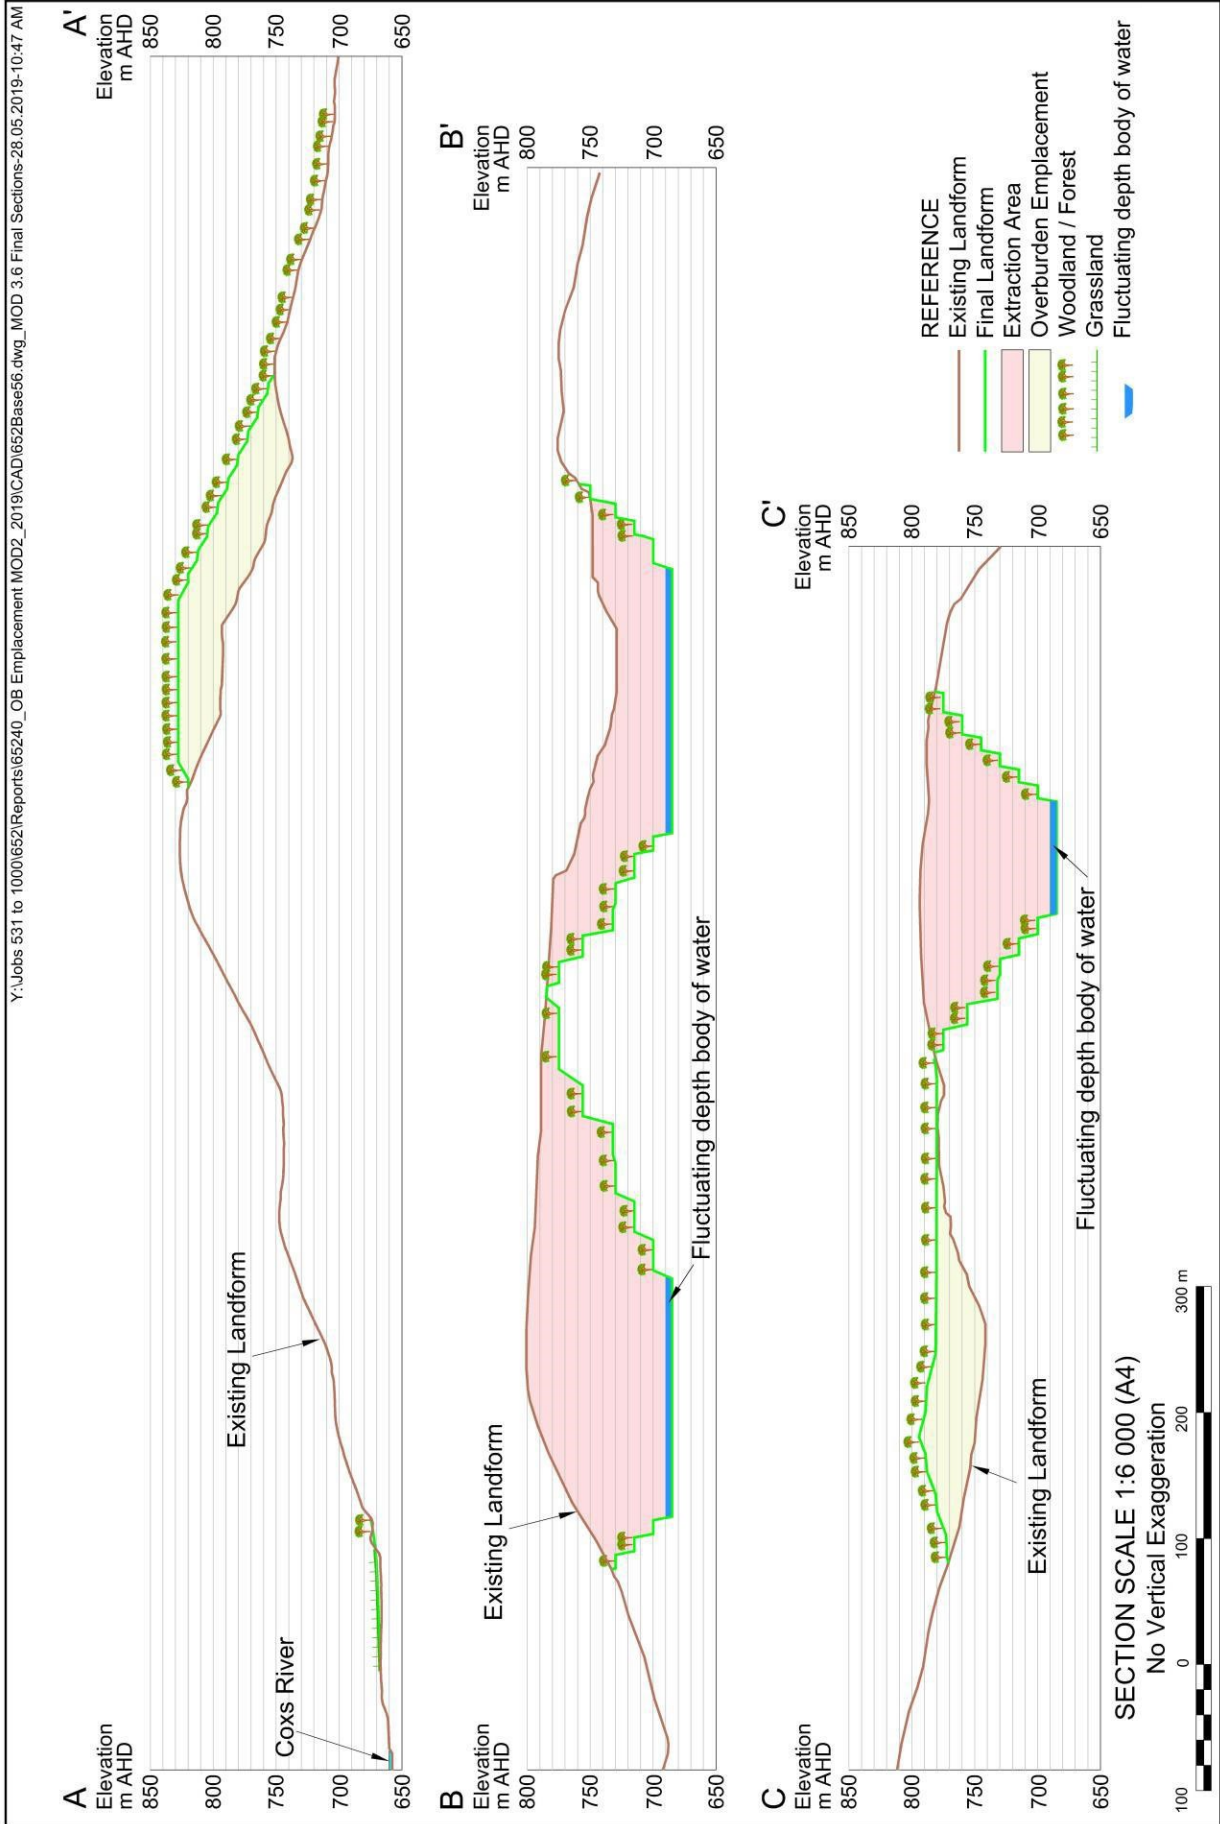 Y:\Jobs 531 to 1000\652\Reports\65240_OB Emplacement MOD2_2019\CAD\652Base56.dwg_MOD 3.6 Final Sections-28.05.2019-10:47 AM
A
A'
Elevation
m AHD
850
800
750
700
650
Coxs River
Existing Landform
Elevation
m AHD
850
800
750
700
650
B
B'
Elevation
m AHD
800
750
700
650
Existing Landform
Fluctuating depth body of water
Elevation
m AHD
800
750
700
650
C
C'
Elevation
m AHD
850
800
750
700
650
Existing Landform
Fluctuating depth body of water
Elevation
m AHD
850
800
750
700
650
REFERENCE
Existing Landform
Final Landform
Extraction Area
Overburden Emplacement
Woodland / Forest
Grassland
Fluctuating depth body of water
SECTION SCALE 1:6 000 (A4)
No Vertical Exaggeration
100 0 100 200 300 m